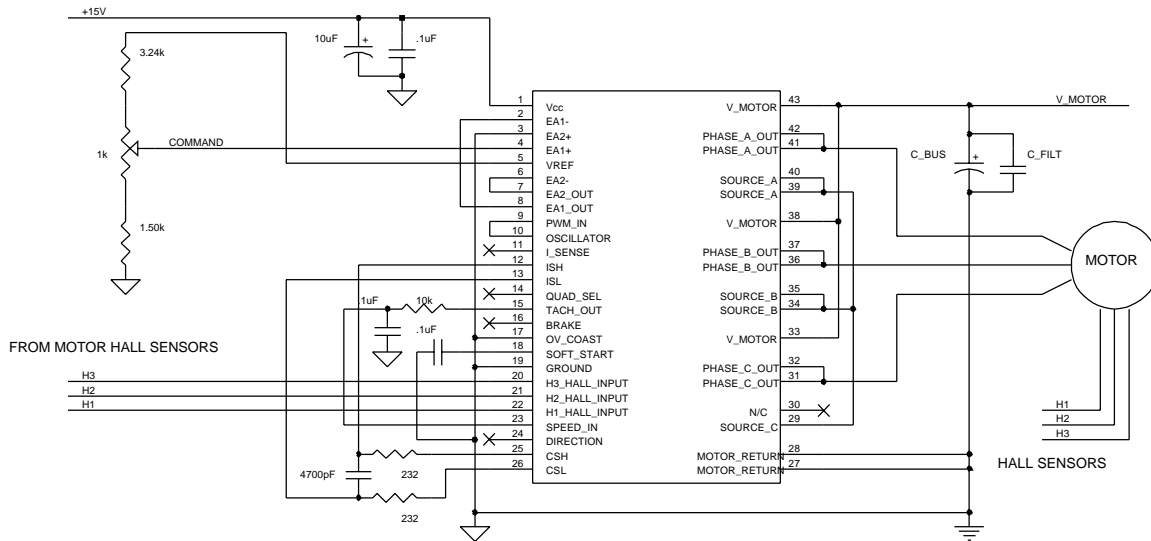 +15V
3.24k
10uF
+
.1uF
1k
COMMAND
1.50k
1 Vcc
2 EA1-
3 EA2+
4 EA1+
5 VREF
6 EA2-
7 EA2_OUT
8 EA1_OUT
9 PWM_IN
10 OSCILLATOR
11 I_SENSE
12 ISH
13 ISL
14 QUAD_SEL
15 TACH_OUT
16 BRAKE
17 OV_COAST
18 SOFT_START
19 GROUND
20 H3_HALL_INPUT
21 H2_HALL_INPUT
22 H1_HALL_INPUT
23 SPEED_IN
24 DIRECTION
25 CSH
26 CSL
V_MOTOR 43
PHASE_A_OUT 42
PHASE_A_OUT 41
SOURCE_A 40
SOURCE_A 39
V_MOTOR 38
PHASE_B_OUT 37
PHASE_B_OUT 36
SOURCE_B 35
SOURCE_B 34
V_MOTOR 33
PHASE_C_OUT 32
PHASE_C_OUT 31
N/C 30
SOURCE_C 29
MOTOR_RETURN 28
MOTOR_RETURN 27
.1uF
10k
.1uF
FROM MOTOR HALL SENSORS
H3
H2
H1
4700pF
232
232
V_MOTOR
C_BUS
+
C_FILT
MOTOR
H1
H2
H3
HALL SENSORS